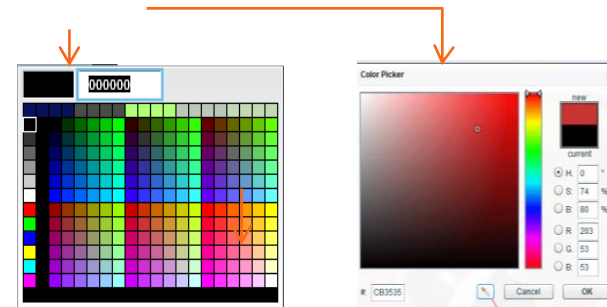 000000
Color Picker
new
current
H: 0 °
S: 74 %
B: 80 %
R: 203
G: 53
B: 53
#: CB3535
Cancel
OK